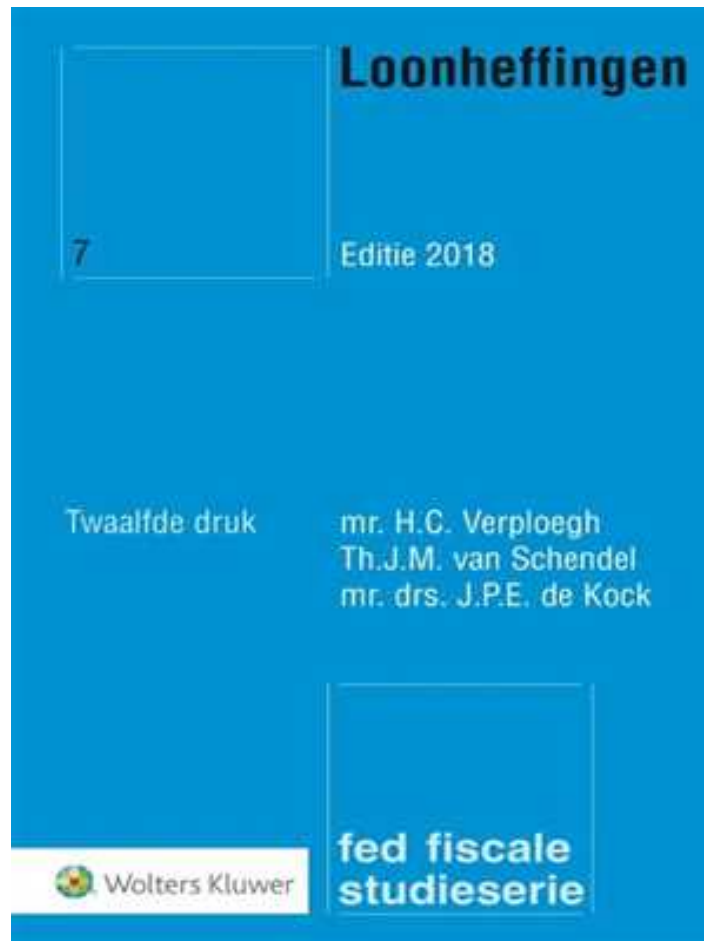 Loonheffingen
7
Editie 2018
Twaalfde druk
mr. H.C. Verploegh
Th.J.M. van Schendel
mr. drs. J.P.E. de Kock
fed fiscale
studieserie
Wolters Kluwer